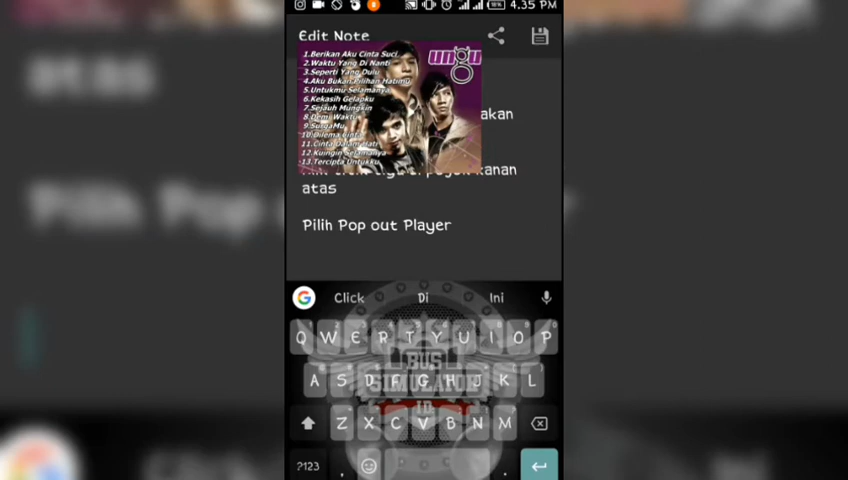 4.35 PM
Edit Note
1.Berikan Aku Cinta Suci
2.Waktu Yang Di Nanti
3.Seperti Yang Dulu
4.Aku Bukan Pilihan Hatimu
5.Untukmu Selamanya
6.Kekasih Gelapku
7.Sejauh Mungkin
8.Demi Waktu
9.SurgaMu
10.Dilema Cinta
11.Cinta Dalam Hati
12.Kuingin Selamanya
13.Tercipta Untukku
ungu
akan
kanan
atas
Pilih Pop out Player
Click Di Ini
Q W E R T Y U I O P
BUS
SIMULATOR
ID
A S D F G H J K L
Z X C V B N M
?123 , .